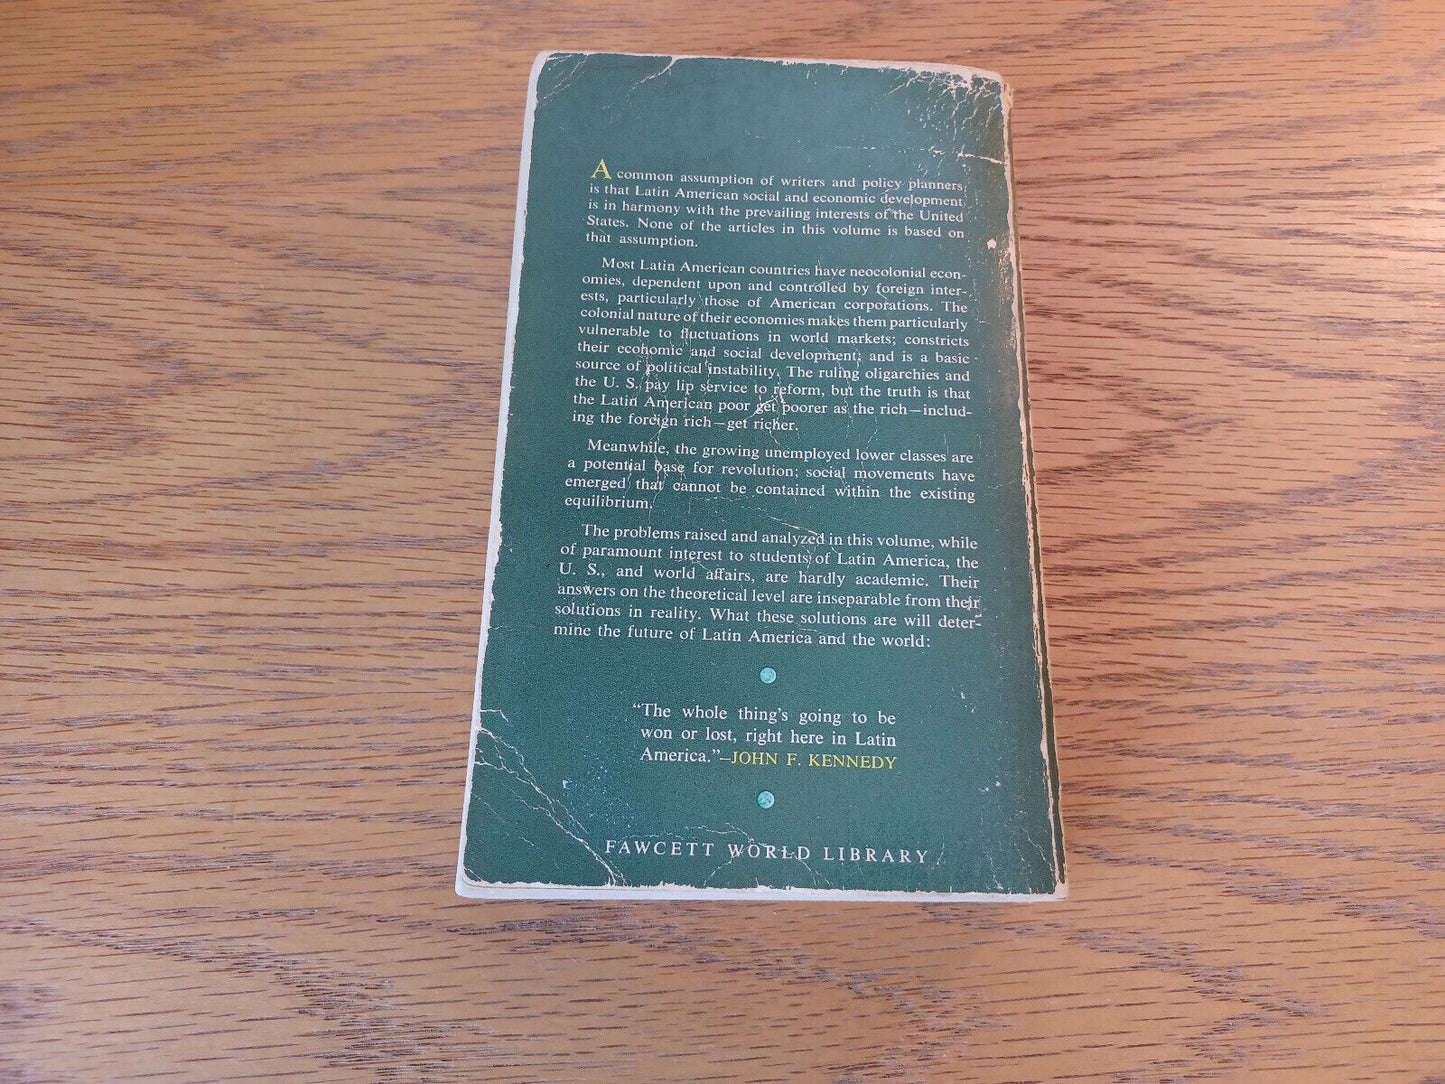 A common assumption of writers and policy planners
is that Latin American social and economic development
is in harmony with the prevailing interests of the United
States. None of the articles in this volume is based on
that assumption.
Most Latin American countries have neocolonial econ-
omies, dependent upon and controlled by foreign inter-
ests, particularly those of American corporations. The
colonial nature of their economies makes them particularly
vulnerable to fluctuations in world markets; constricts
their economic and social development; and is a basic
source of political instability. The ruling oligarchies and
the U. S. pay lip service to reform, but the truth is that
the Latin American poor get poorer as the rich—includ-
ing the foreign rich—get richer.
Meanwhile, the growing unemployed lower classes are
a potential base for revolution; social movements have
emerged that cannot be contained within the existing
equilibrium.
The problems raised and analyzed in this volume, while
of paramount interest to students of Latin America, the
U. S., and world affairs, are hardly academic. Their
answers on the theoretical level are inseparable from their
solutions in reality. What these solutions are will deter-
mine the future of Latin America and the world:
“The whole thing’s going to be
won or lost, right here in Latin
America.”—JOHN F. KENNEDY
FAWCETT WORLD LIBRARY